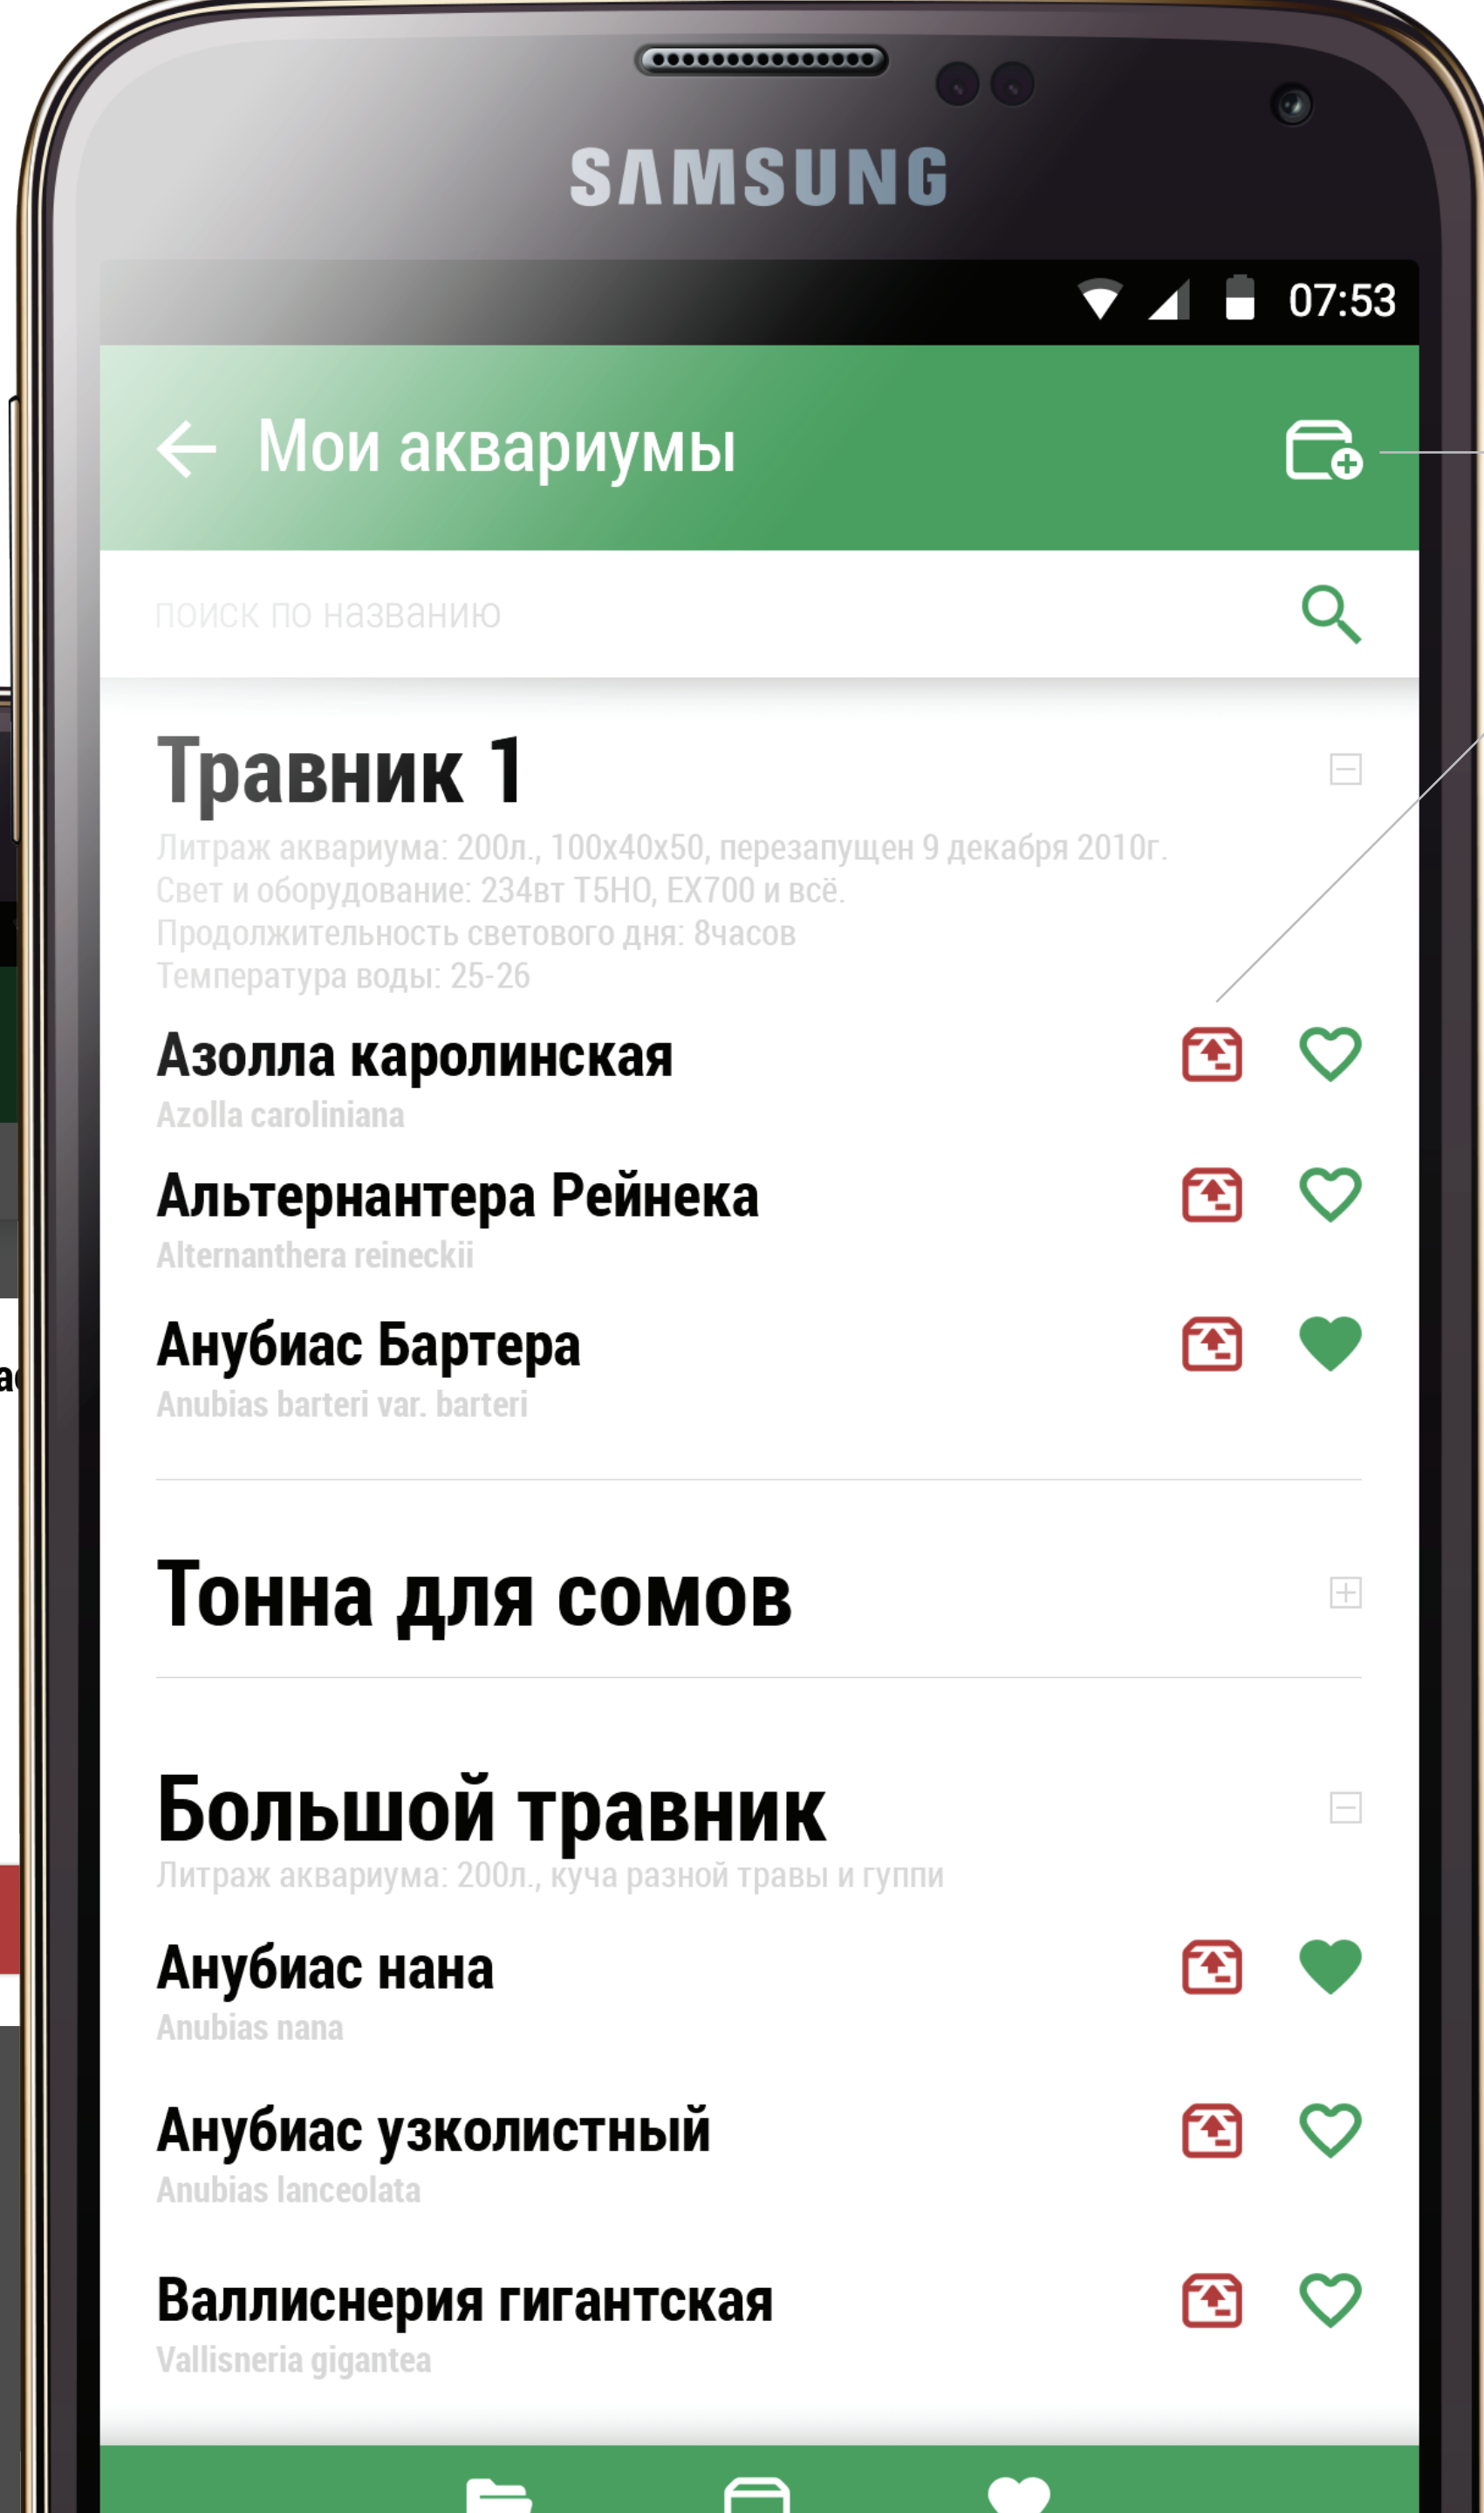 SAMSUNG
07:53
Мои аквариумы
поиск по названию
Травник 1
Литраж аквариума: 200л., 100х40х50, перезапущен 9 декабря 2010г.
Свет и оборудование: 234вт T5HO, EX700 и всё.
Продолжительность светового дня: 8часов
Температура воды: 25-26
Азолла каролинская
Azolla caroliniana
Альтернантера Рейнека
Alternanthera reineckii
Анубиас Бартера
Anubias barteri var. barteri
Тонна для сомов
Большой травник
Литраж аквариума: 200л., куча разной травы и гуппи
Анубиас нана
Anubias nana
Анубиас узколистный
Anubias lanceolata
Валлиснерия гигантская
Vallisneria gigantea